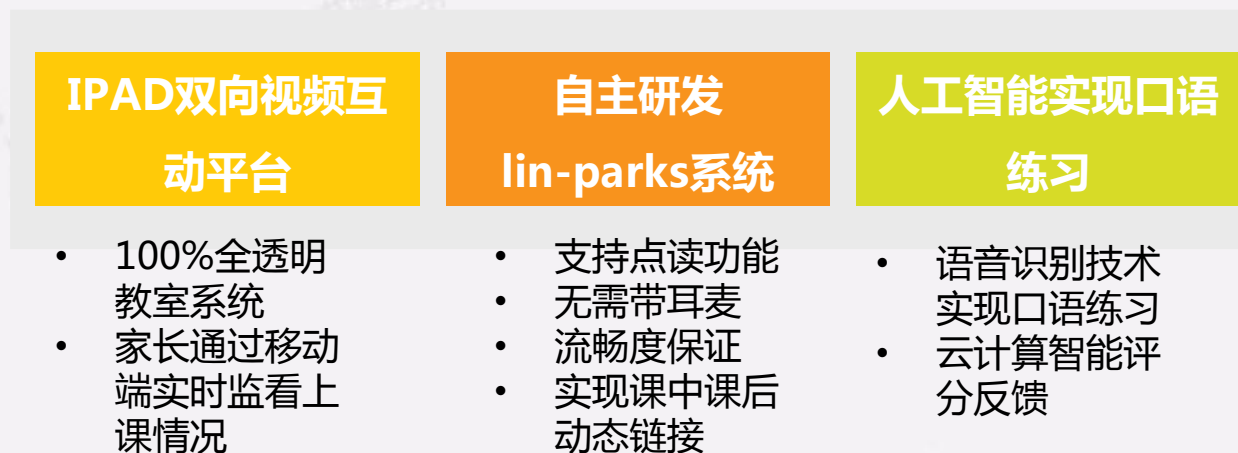 IPAD双向视频互
动平台
• 100%全透明
教室系统
• 家长通过移动
端实时监看上
课情况
自主研发
lin-parks系统
• 支持点读功能
• 无需带耳麦
• 流畅度保证
• 实现课中课后
动态链接
人工智能实现口语
练习
• 语音识别技术
实现口语练习
• 云计算智能评
分反馈